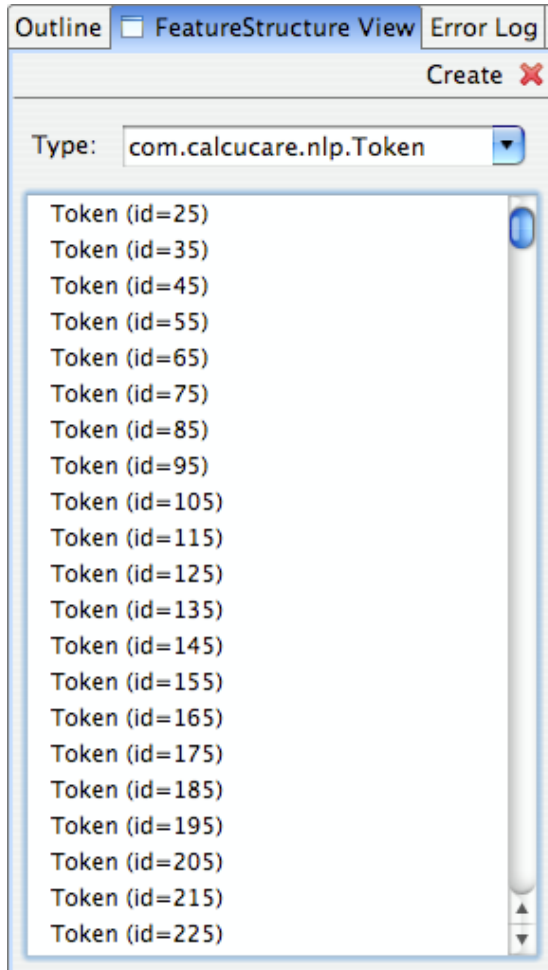 Outline FeatureStructure View Error Log
Create
Type: com.calcucare.nlp.Token
Token (id=25)
Token (id=35)
Token (id=45)
Token (id=55)
Token (id=65)
Token (id=75)
Token (id=85)
Token (id=95)
Token (id=105)
Token (id=115)
Token (id=125)
Token (id=135)
Token (id=145)
Token (id=155)
Token (id=165)
Token (id=175)
Token (id=185)
Token (id=195)
Token (id=205)
Token (id=215)
Token (id=225)